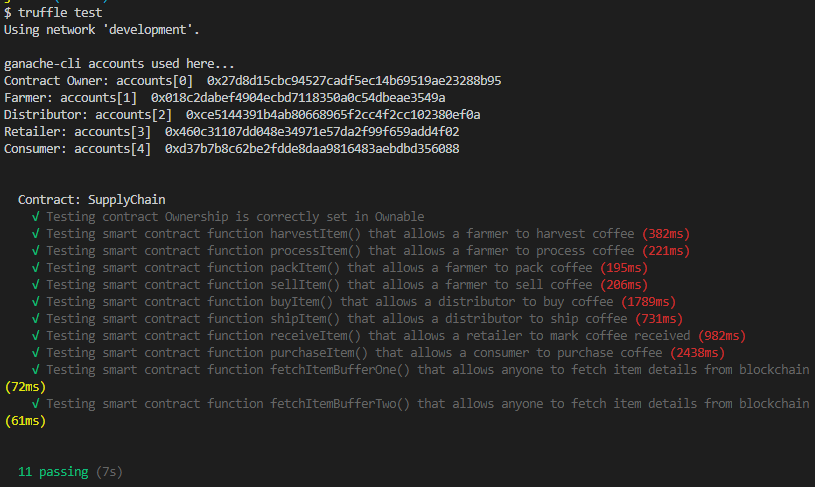 $ truffle test
Using network 'development'.
ganache-cli accounts used here...
Contract Owner: accounts[0]  0x27d8d15cbc94527cadf5ec14b69519ae23288b95
Farmer: accounts[1]  0x018c2dabef4904ecbd7118350a0c54dbeae3549a
Distributor: accounts[2]  0xce5144391b4ab80668965f2cc4f2cc102380ef0a
Retailer: accounts[3]  0x460c31107dd048e34971e57da2f99f659add4f02
Consumer: accounts[4]  0xd37b7b8c62be2fdde8daa9816483aebdbd356088
Contract: SupplyChain
√ Testing contract Ownership is correctly set in Ownable
√ Testing smart contract function harvestItem() that allows a farmer to harvest coffee (382ms)
√ Testing smart contract function processItem() that allows a farmer to process coffee (221ms)
√ Testing smart contract function packItem() that allows a farmer to pack coffee (195ms)
√ Testing smart contract function sellItem() that allows a farmer to sell coffee (206ms)
√ Testing smart contract function buyItem() that allows a distributor to buy coffee (1789ms)
√ Testing smart contract function shipItem() that allows a distributor to ship coffee (731ms)
√ Testing smart contract function receiveItem() that allows a retailer to mark coffee received (982ms)
√ Testing smart contract function purchaseItem() that allows a consumer to purchase coffee (2438ms)
√ Testing smart contract function fetchItemBufferOne() that allows anyone to fetch item details from blockchain
(72ms)
√ Testing smart contract function fetchItemBufferTwo() that allows anyone to fetch item details from blockchain
(61ms)
11 passing (7s)